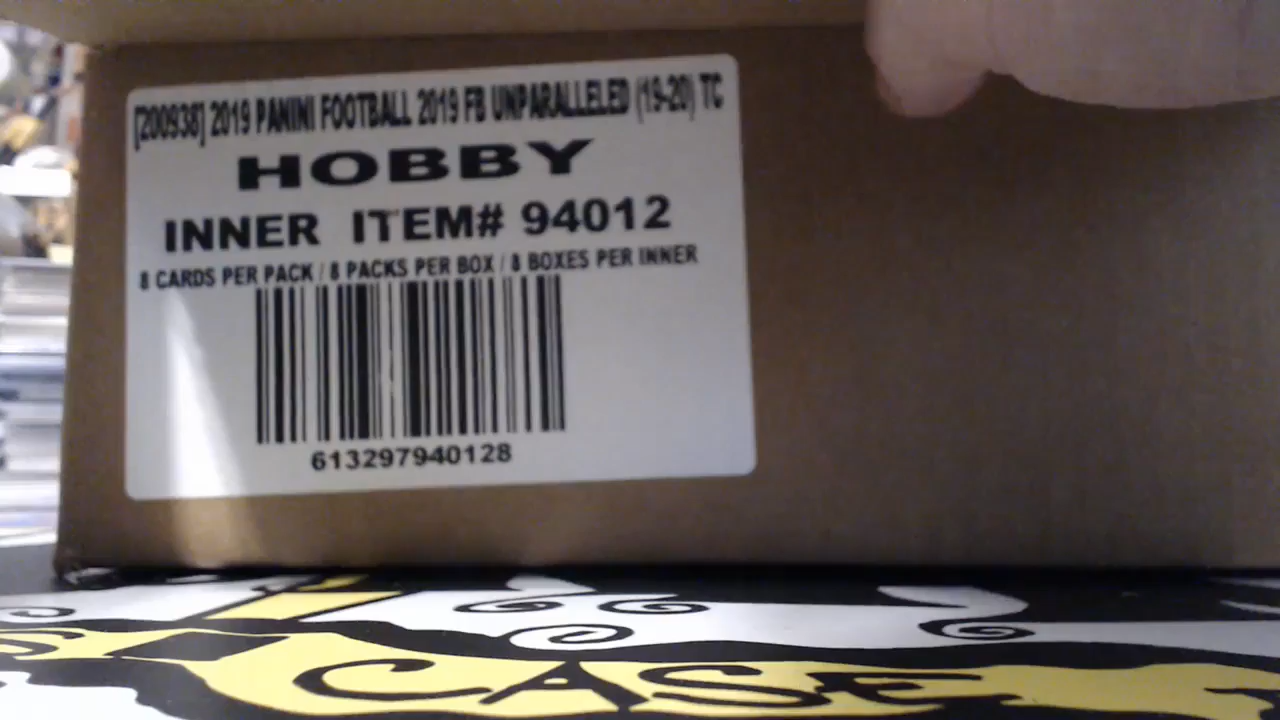 [200938] 2019 PANINI FOOTBALL 2019 FB UNPARALLELED (19-20) TC
HOBBY
INNER ITEM# 94012
8 CARDS PER PACK / 8 PACKS PER BOX / 8 BOXES PER INNER
613297940128
CASE